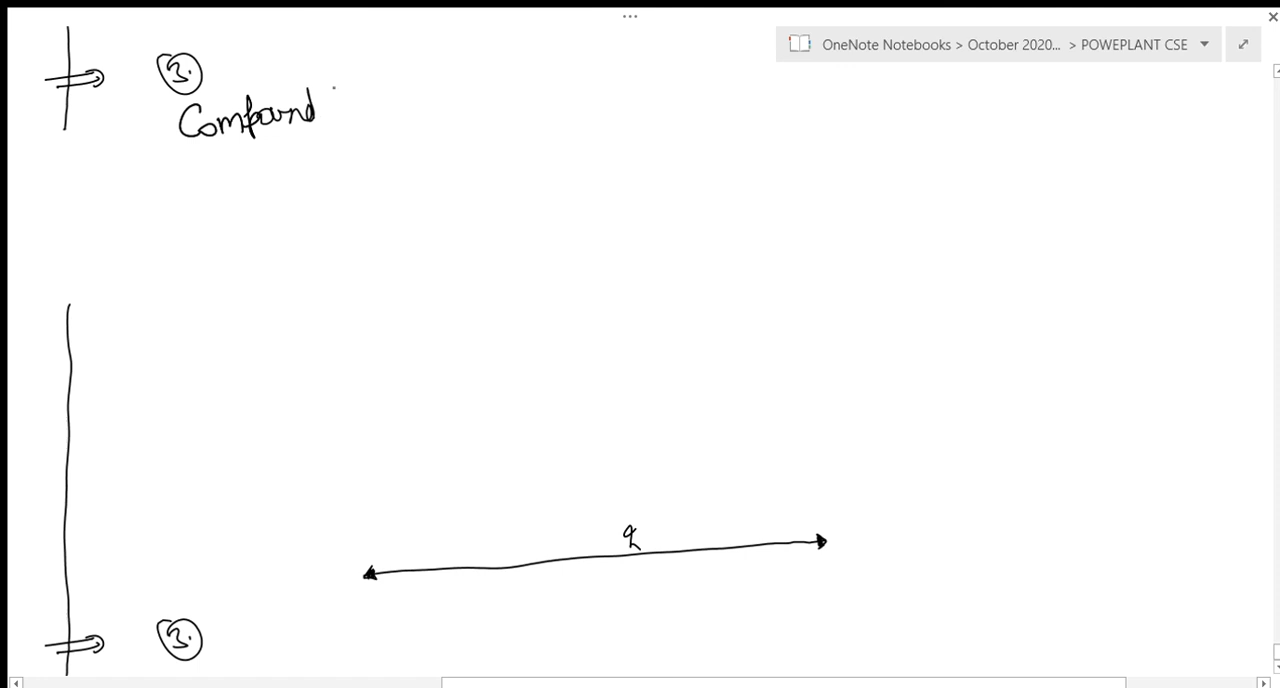 ...
OneNote Notebooks > October 2020... > POWEPLANT CSE
3.
Compound
3.